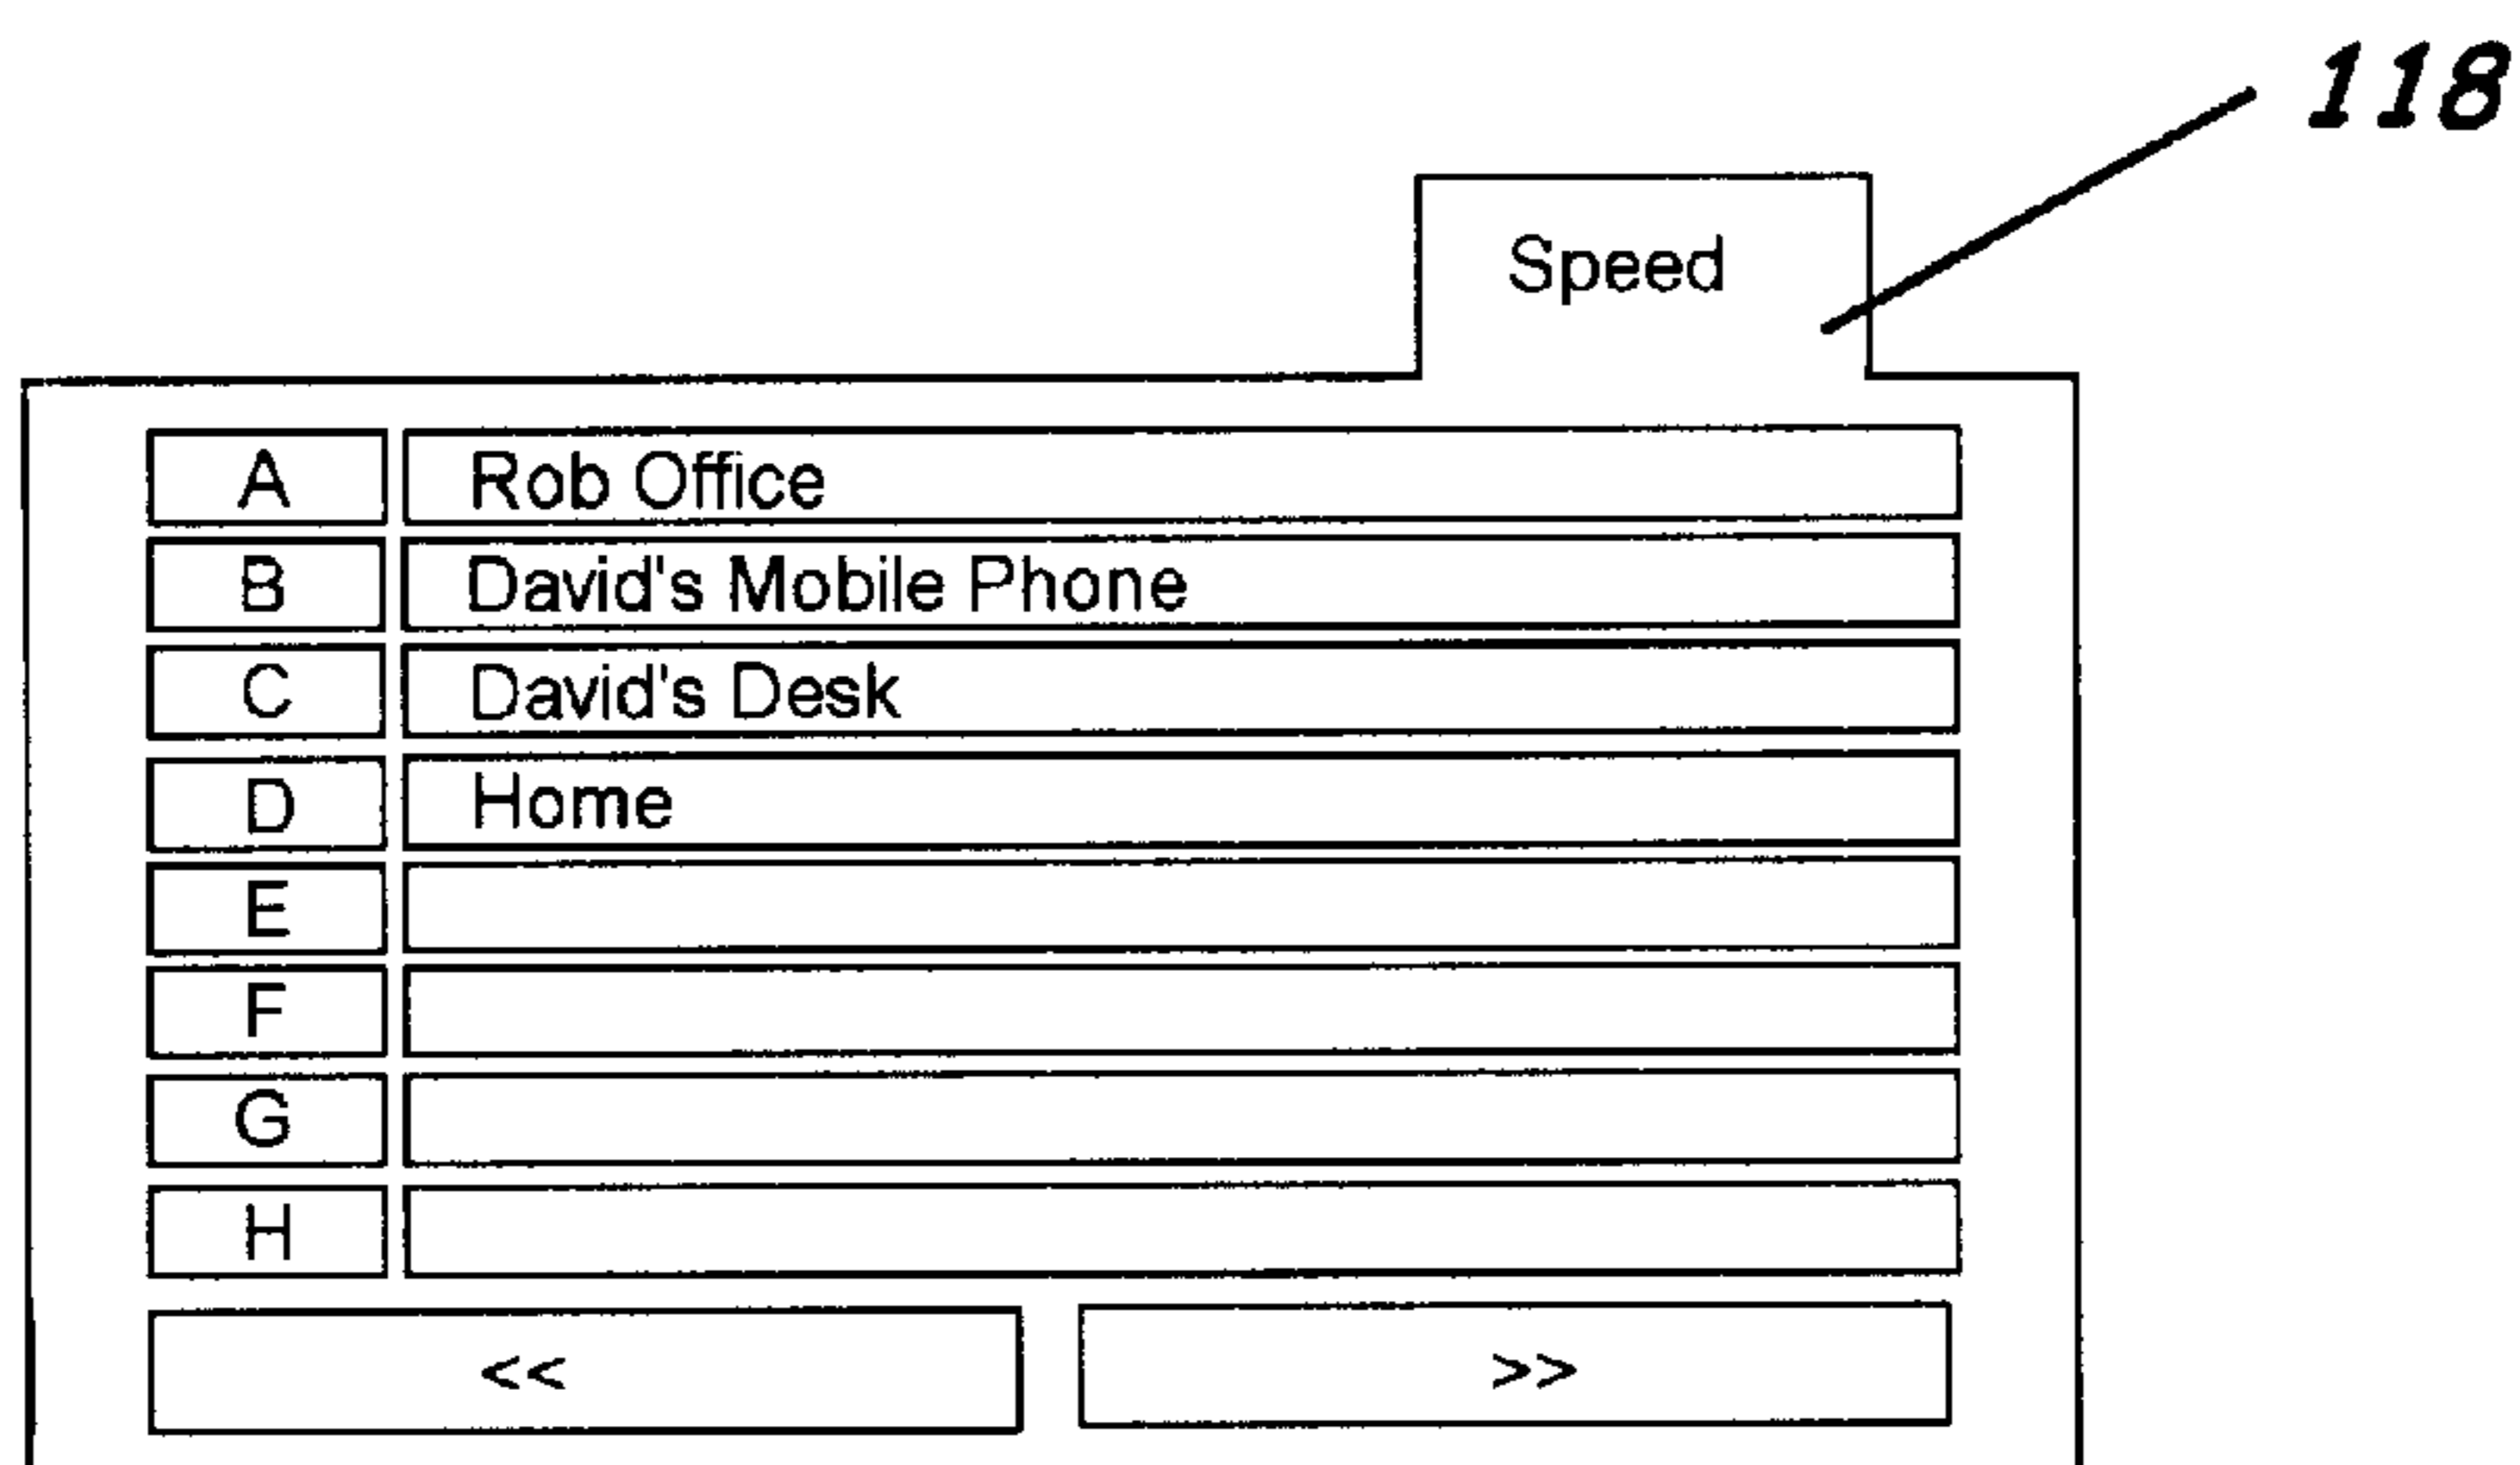 118
Speed
A Rob Office
B David's Mobile Phone
C David's Desk
D Home
E
F
G
H
<< >>